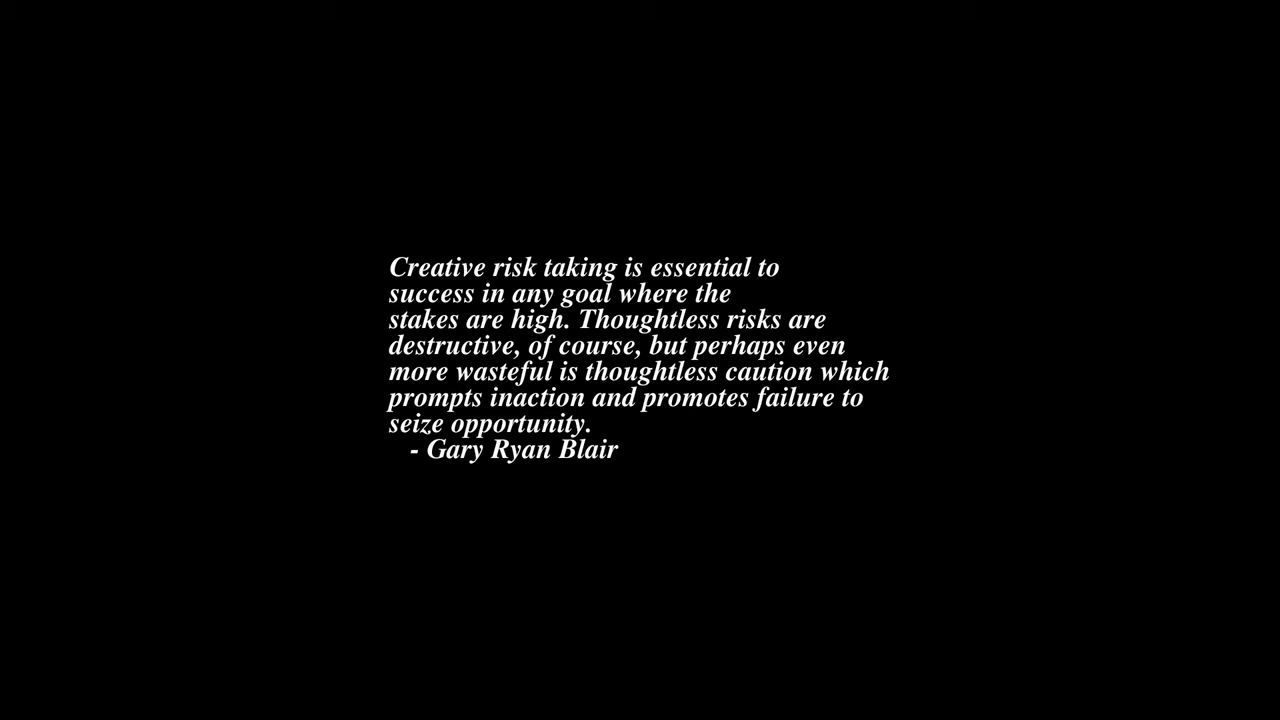 Creative risk taking is essential to
success in any goal where the
stakes are high. Thoughtless risks are
destructive, of course, but perhaps even
more wasteful is thoughtless caution which
prompts inaction and promotes failure to
seize opportunity.
- Gary Ryan Blair